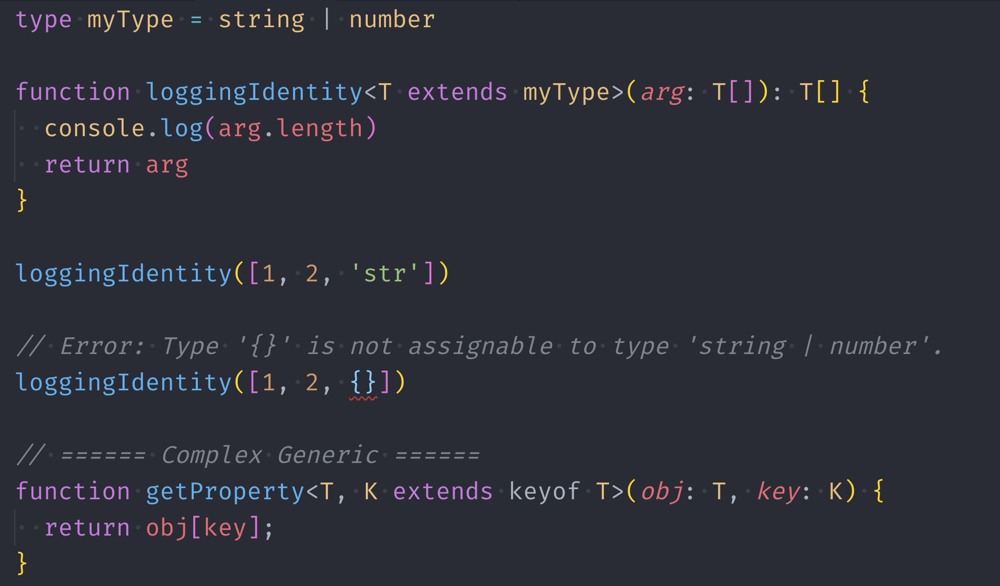 type myType = string | number
function loggingIdentity<T extends myType>(arg: T[]): T[] {
  console.log(arg.length)
  return arg
}
loggingIdentity([1, 2, 'str'])
// Error: Type '{}' is not assignable to type 'string | number'.
loggingIdentity([1, 2, {}])
// ====== Complex Generic ======
function getProperty<T, K extends keyof T>(obj: T, key: K) {
  return obj[key];
}